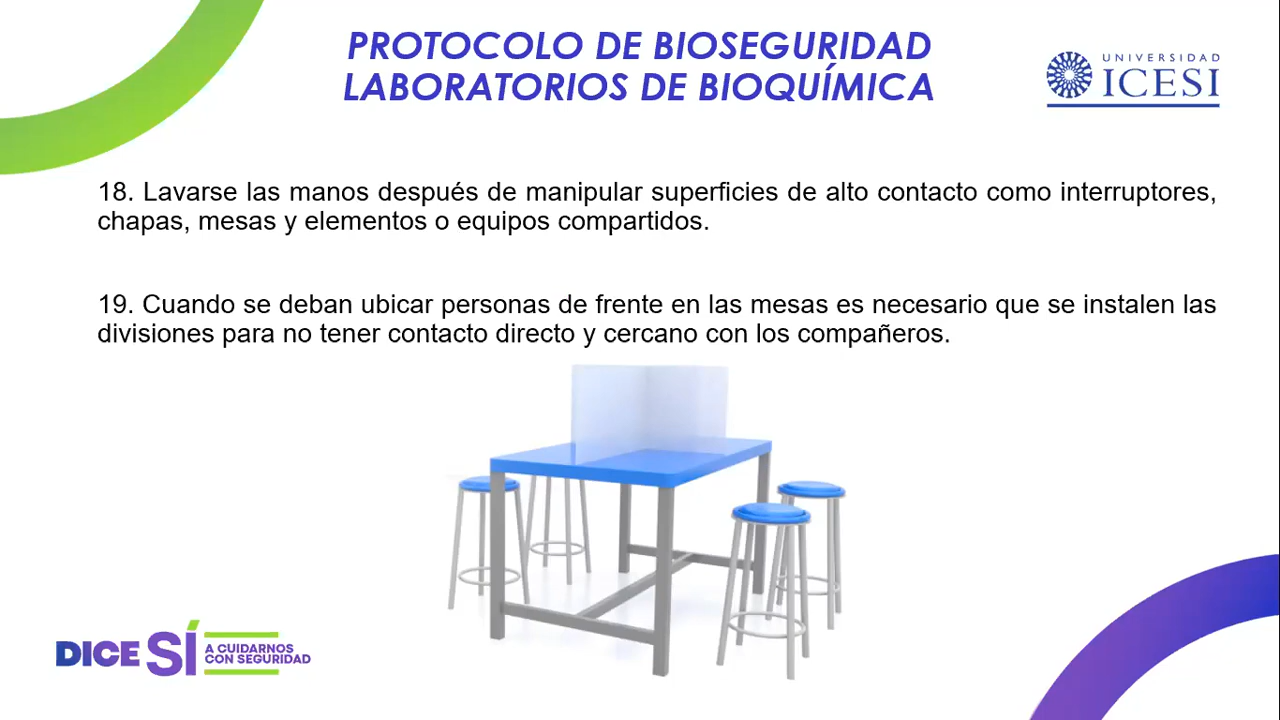 PROTOCOLO DE BIOSEGURIDAD
LABORATORIOS DE BIOQUÍMICA
UNIVERSIDAD
ICESI
18. Lavarse las manos después de manipular superficies de alto contacto como interruptores,
chapas, mesas y elementos o equipos compartidos.
19. Cuando se deban ubicar personas de frente en las mesas es necesario que se instalen las
divisiones para no tener contacto directo y cercano con los compañeros.
DICE SÍ A CUIDARNOS
CON SEGURIDAD